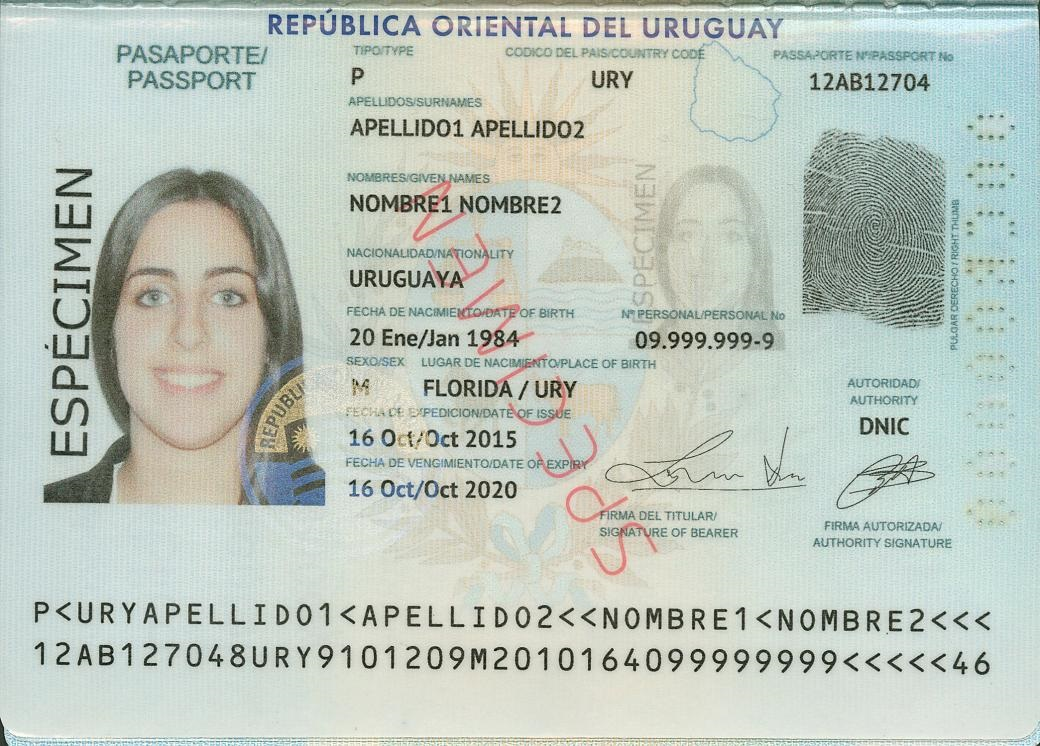 REPÚBLICA ORIENTAL DEL URUGUAY
PASAPORTE/
PASSPORT
TIPO/TYPE
P
CODICO DEL PAIS/COUNTRY CODE
URY
PASSAPORTE Nº/PASSPORT No
12AB12704
APELLIDOS/SURNAMES
APELLIDO1 APELLIDO2
NOMBRES/GIVEN NAMES
NOMBRE1 NOMBRE2
NACIONALIDAD/NATIONALITY
URUGUAYA
FECHA DE NACIMIENTO/DATE OF BIRTH
20 Ene/Jan 1984
Nº PERSONAL/PERSONAL No
09.999.999-9
SEXO/SEX
M
LUGAR DE NACIMIENTO/PLACE OF BIRTH
FLORIDA / URY
FECHA DE EXPEDICION/DATE OF ISSUE
16 Oct/Oct 2015
FECHA DE VENCIMIENTO/DATE OF EXPIRY
16 Oct/Oct 2020
AUTORIDAD/
AUTHORITY
DNIC
FIRMA DEL TITULAR/
SIGNATURE OF BEARER
FIRMA AUTORIZADA/
AUTHORITY SIGNATURE
ESPÉCIMEN
ESPÉCIMEN
SPECIMEN
PULGAR DERECHO / RIGHT THUMB
P<URYAPELLIDO1<APELLIDO2<<NOMBRE1<NOMBRE2<<<
12AB127048URY9101209M2010164099999999<<<<<46